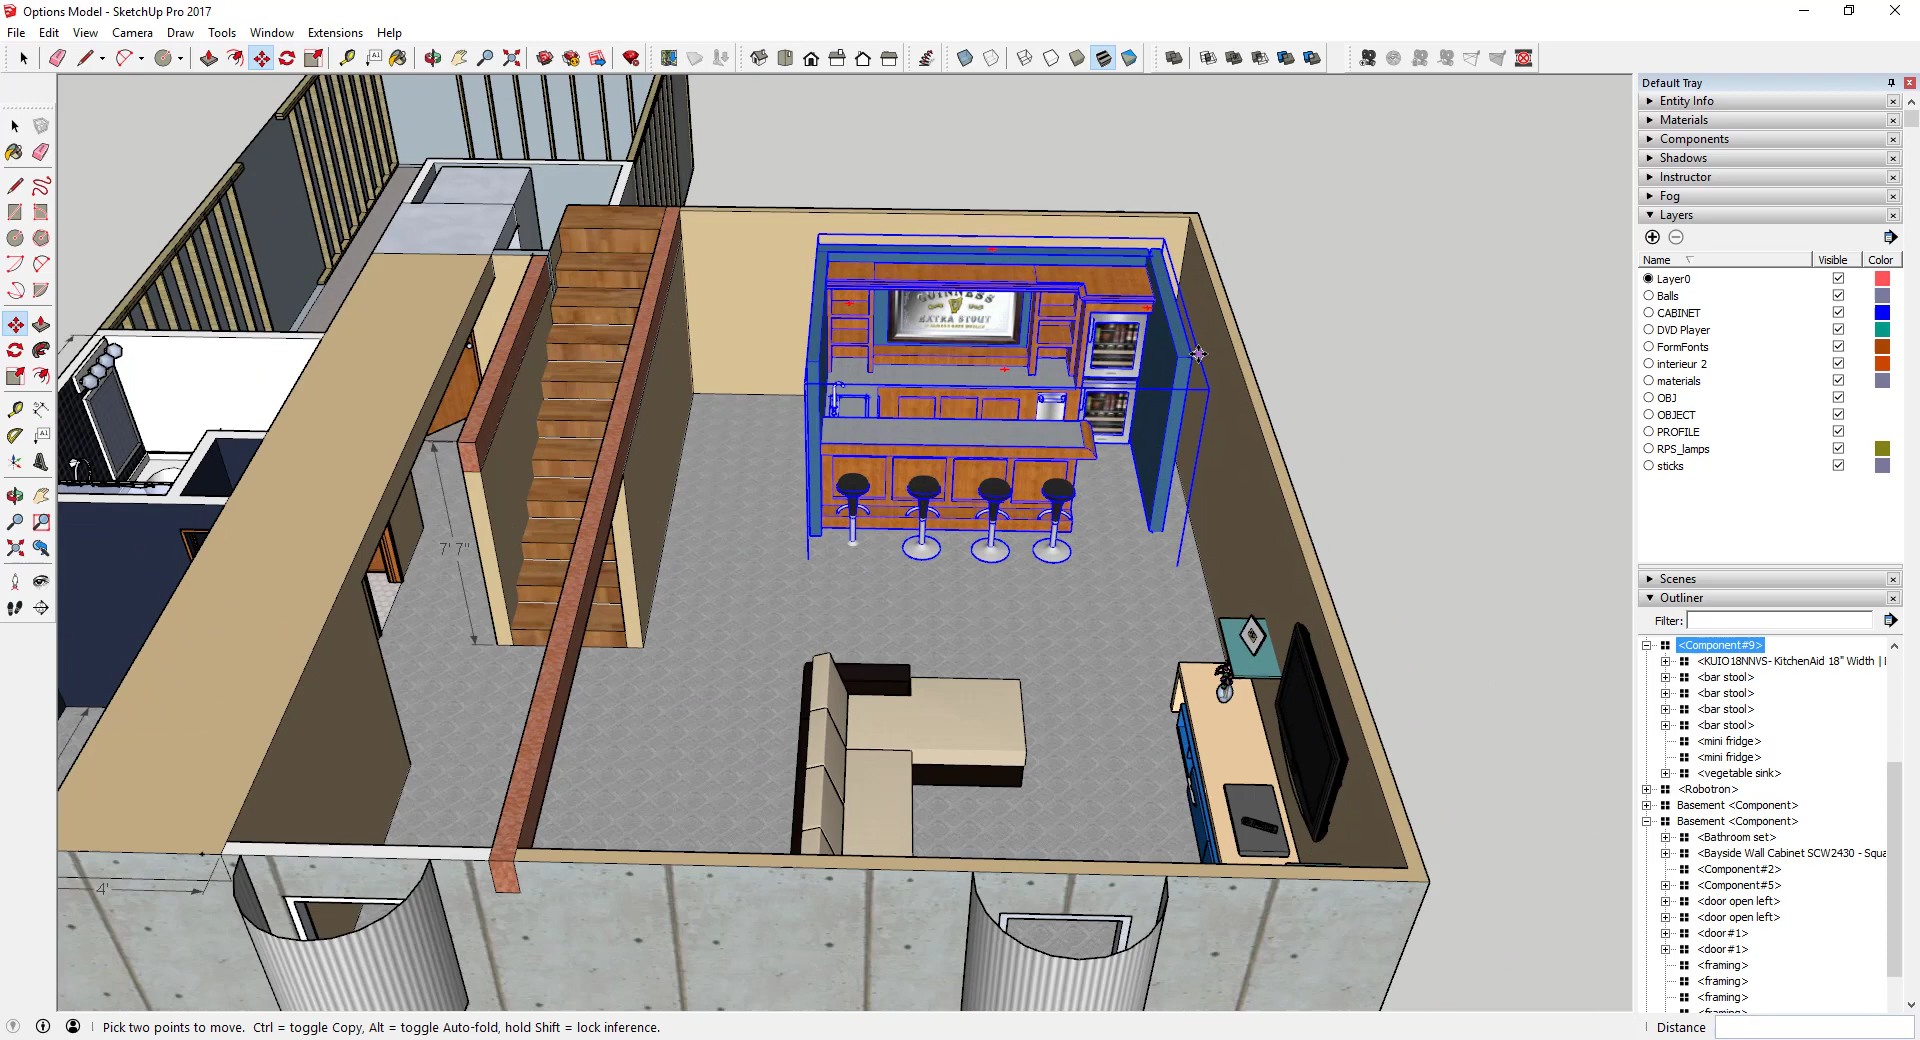 Options Model - SketchUp Pro 2017
File Edit View Camera Draw Tools Window Extensions Help
Default Tray
Entity Info
Materials
Components
Shadows
Instructor
Fog
Layers
Name Visible Color
Layer0
Balls
CABINET
DVD Player
FormFonts
interieur 2
materials
OBJ
OBJECT
PROFILE
RPS_lamps
sticks
Scenes
Outliner
Filter:
<Component#9>
<KUIO18NNVS- KitchenAid 18" Width |
<bar stool>
<bar stool>
<bar stool>
<bar stool>
<mini fridge>
<mini fridge>
<vegetable sink>
<Robotron>
Basement <Component>
Basement <Component>
<Bathroom set>
<Bayside Wall Cabinet SCW2430 - Squa
<Component#2>
<Component#5>
<door open left>
<door open left>
<door#1>
<door#1>
<framing>
<framing>
<framing>
<framing>
GUINNESS
EXTRA STOUT
7' 7"
4'
A1
A1
Pick two points to move. Ctrl = toggle Copy, Alt = toggle Auto-fold, hold Shift = lock inference.
Distance